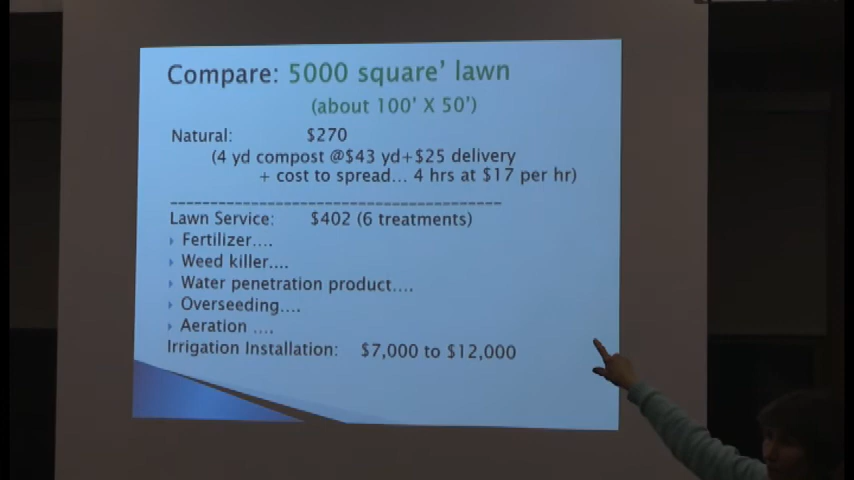 Compare: 5000 square' lawn
(about 100' X 50')
Natural: $270
(4 yd compost @$43 yd+$25 delivery
+ cost to spread... 4 hrs at $17 per hr)
----------------------------------------
Lawn Service: $402 (6 treatments)
Fertilizer....
Weed killer....
Water penetration product....
Overseeding....
Aeration ....
Irrigation Installation: $7,000 to $12,000